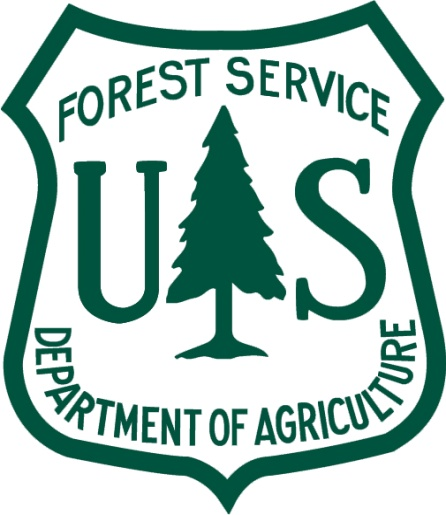 FOREST SERVICE
U S
DEPARTMENT OF AGRICULTURE